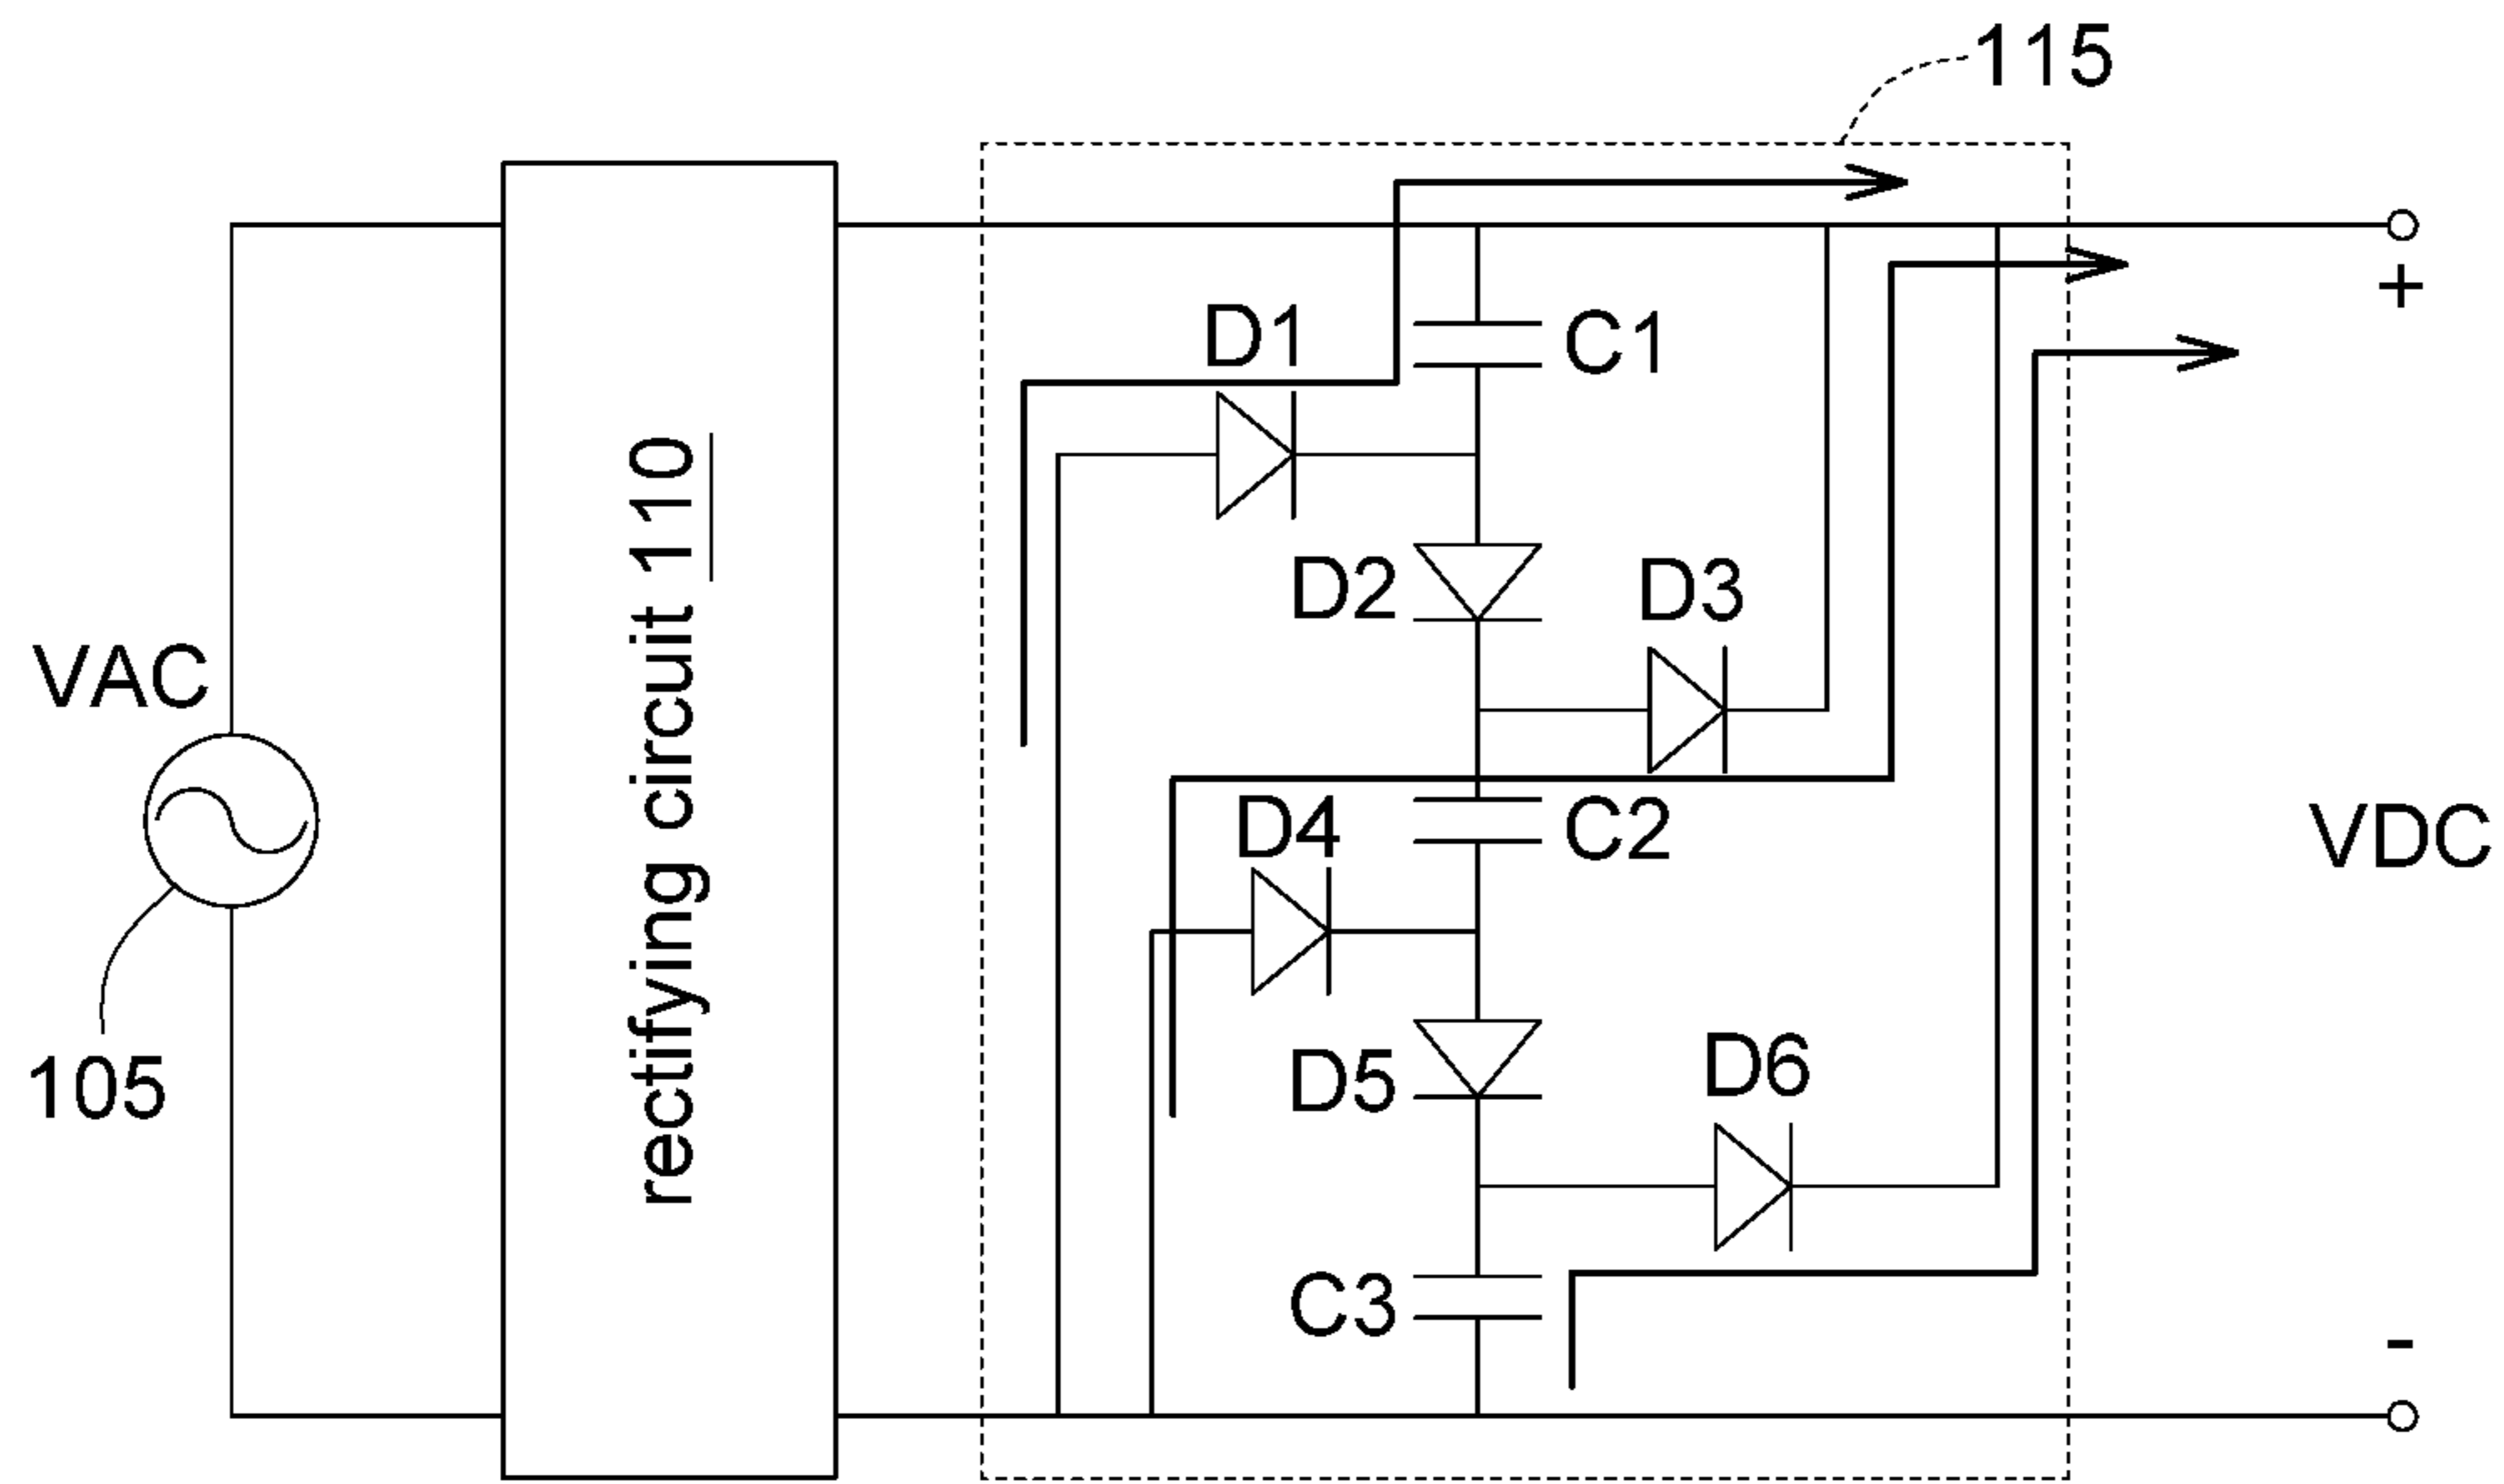 115
+
D1
C1
rectifying circuit 110
D2
D3
VAC
D4
C2
VDC
105
D5
D6
C3
-